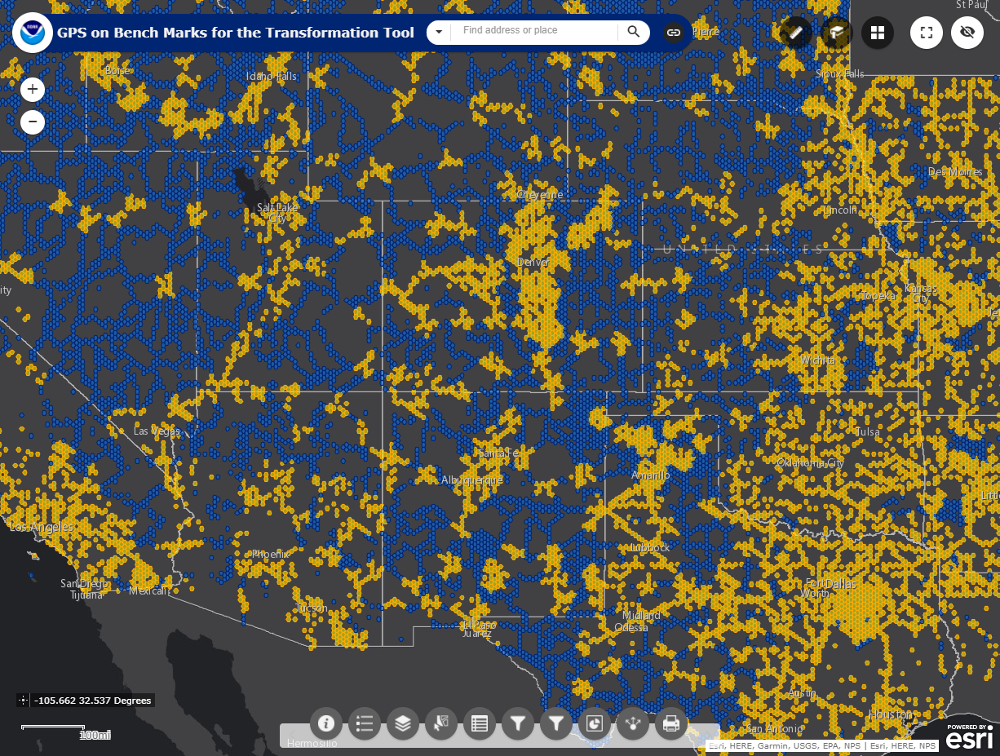 NOAA
GPS on Bench Marks for the Transformation Tool
Find address or place
Pierre
St Paul
Boise
Idaho Falls
Sioux Falls
Des Moines
Cheyenne
Salt Lake
City
Lincoln
UNITED STATES
Denver
ity
Topeka
Kansas
City
Je
Wichita
Las Vegas
Tulsa
Santa Fe
Oklahoma City
Albuquerque
Amarillo
Littl
Los Angeles
Phoenix
Lubbock
San Diego
Tijuana
Mexicali
Fort
Worth
Dallas
Tucson
Midland
Odessa
El Paso
Juarez
Austin
-105.662 32.537 Degrees
Houston
100mi
San Antonio
Hermosillo
Esri, HERE, Garmin, USGS, EPA, NPS | Esri, HERE, NPS
POWERED BY
esri